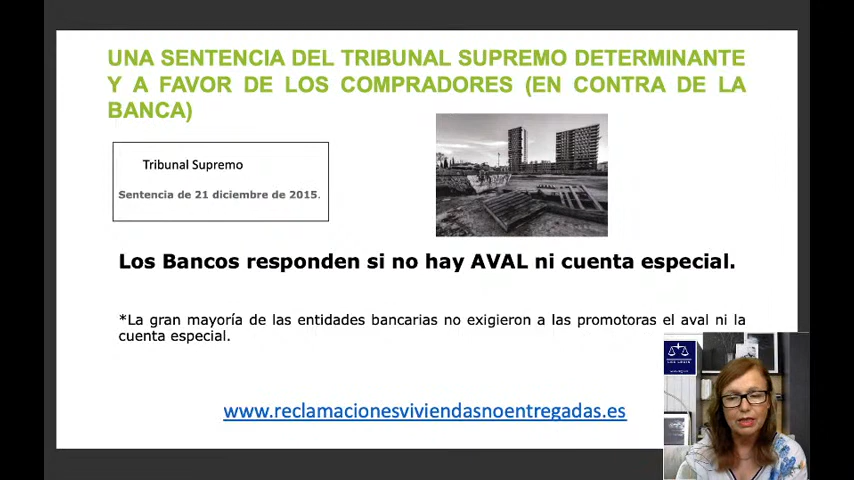 UNA SENTENCIA DEL TRIBUNAL SUPREMO DETERMINANTE
Y A FAVOR DE LOS COMPRADORES (EN CONTRA DE LA
BANCA)
Tribunal Supremo
Sentencia de 21 diciembre de 2015.
Los Bancos responden si no hay AVAL ni cuenta especial.
*La gran mayoría de las entidades bancarias no exigieron a las promotoras el aval ni la
cuenta especial.
www.reclamacionesviviendasnoentregadas.es